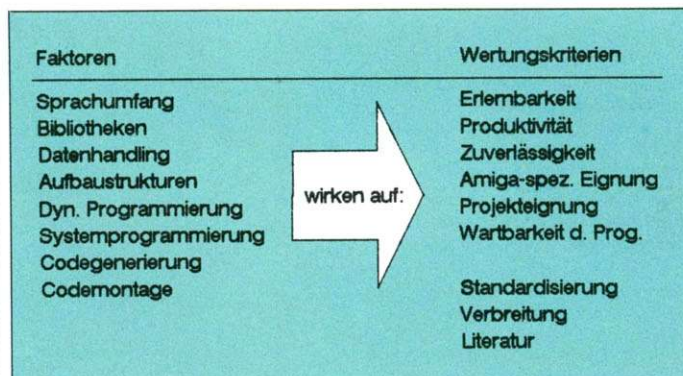 Faktoren
Wertungskriterien
Sprachumfang
Bibliotheken
Datenhandling
Aufbaustrukturen
Dyn. Programmierung
Systemprogrammierung
Codegenerierung
Codemontage
wirken auf:
Erlernbarkeit
Produktivität
Zuverlässigkeit
Amiga-spez. Eignung
Projekteignung
Wartbarkeit d. Prog.
Standardisierung
Verbreitung
Literatur